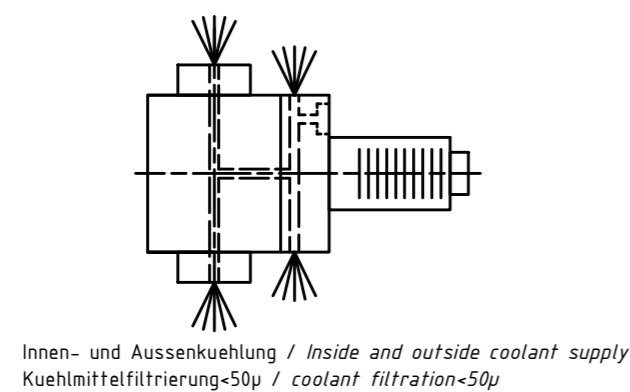 Innen- und Aussenkuehlung / Inside and outside coolant supply
Kuehlmittelfiltrierung<50µ / coolant filtration<50µ